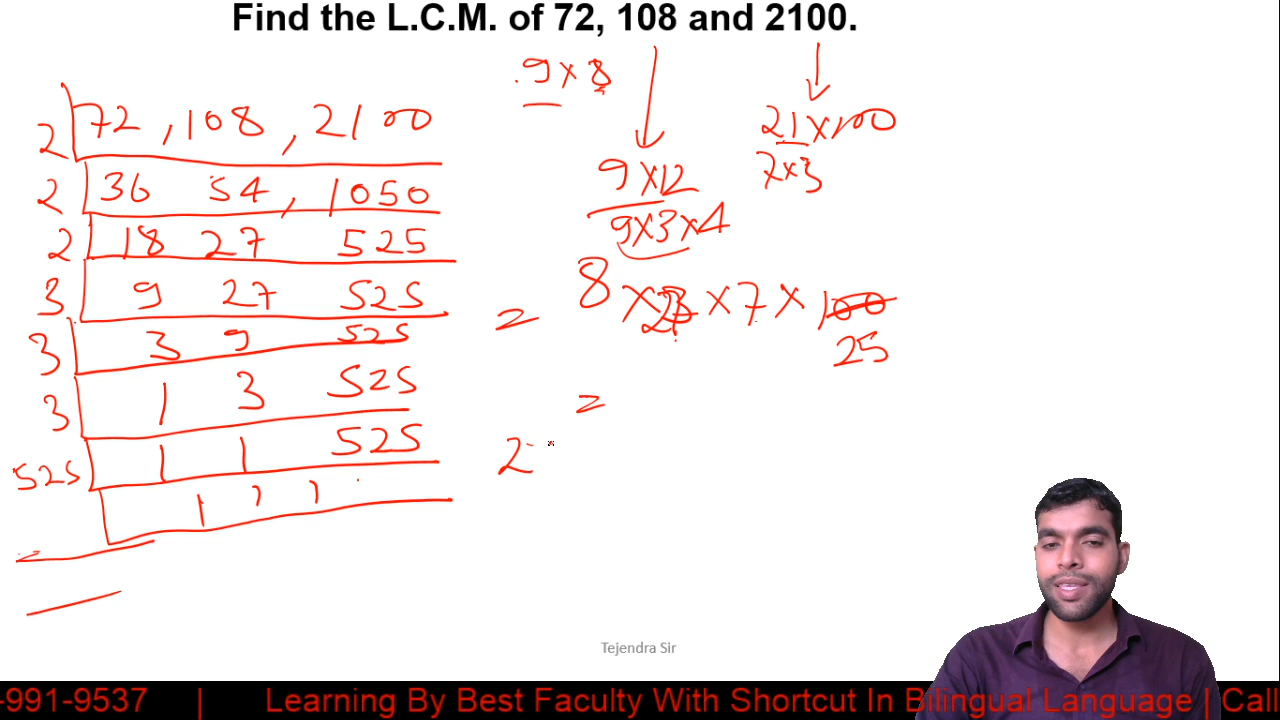 Find the L.C.M. of 72, 108 and 2100.
9 x 8
2 72 , 108 , 2100
21 x 100
7x3
2 36 54 , 1050
9 x 12
9 x 3 x 4
2 18 27 525
3 9 27 525
= 8 x 27 x 7 x 100
25
3 3 9 525
3 1 3 525
=
525 1 1 525
2
1 1 1
=
Tejendra Sir
-991-9537 | Learning By Best Faculty With Shortcut In Bilingual Language | Call